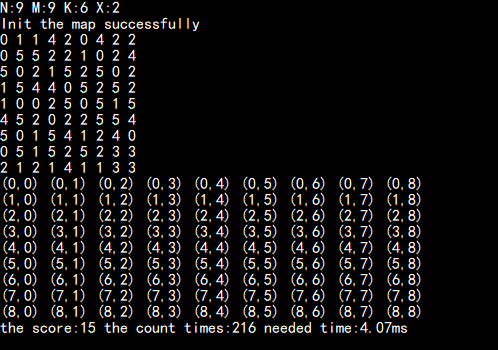 N:9 M:9 K:6 X:2
Init the map successfully
0 1 1 4 2 0 4 2 2
0 5 5 2 2 1 0 2 4
5 0 2 1 5 2 5 0 2
1 5 4 4 0 5 2 5 2
1 0 0 2 5 0 5 1 5
4 5 2 0 2 2 5 5 4
5 0 1 5 4 1 2 4 0
0 5 1 5 2 5 2 3 3
2 1 2 1 4 1 1 3 3
(0,0) (0,1) (0,2) (0,3) (0,4) (0,5) (0,6) (0,7) (0,8)
(1,0) (1,1) (1,2) (1,3) (1,4) (1,5) (1,6) (1,7) (1,8)
(2,0) (2,1) (2,2) (2,3) (2,4) (2,5) (2,6) (2,7) (2,8)
(3,0) (3,1) (3,2) (3,3) (3,4) (3,5) (3,6) (3,7) (3,8)
(4,0) (4,1) (4,2) (4,3) (4,4) (4,5) (4,6) (4,7) (4,8)
(5,0) (5,1) (5,2) (5,3) (5,4) (5,5) (5,6) (5,7) (5,8)
(6,0) (6,1) (6,2) (6,3) (6,4) (6,5) (6,6) (6,7) (6,8)
(7,0) (7,1) (7,2) (7,3) (7,4) (7,5) (7,6) (7,7) (7,8)
(8,0) (8,1) (8,2) (8,3) (8,4) (8,5) (8,6) (8,7) (8,8)
the score:15 the count times:216 needed time:4.07ms